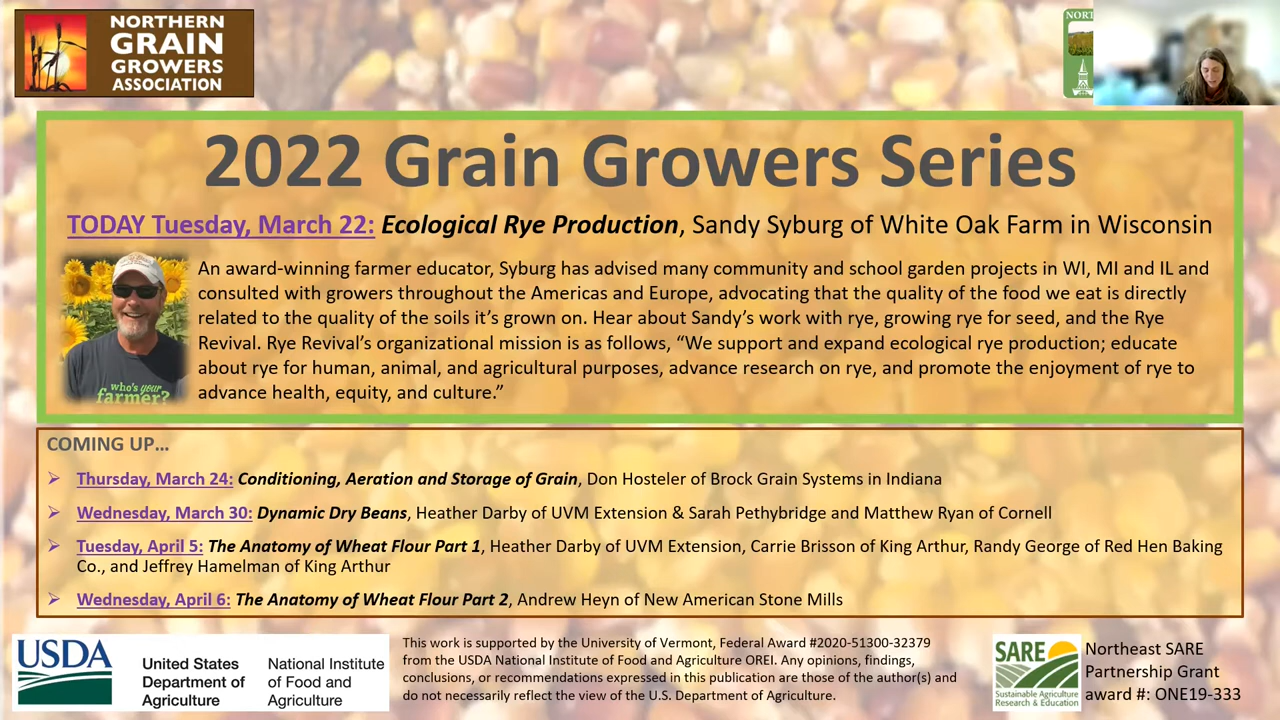 NORTHERN
GRAIN
GROWERS
ASSOCIATION
2022 Grain Growers Series
TODAY Tuesday, March 22: Ecological Rye Production, Sandy Syburg of White Oak Farm in Wisconsin
An award-winning farmer educator, Syburg has advised many community and school garden projects in WI, MI and IL and
consulted with growers throughout the Americas and Europe, advocating that the quality of the food we eat is directly
related to the quality of the soils it’s grown on. Hear about Sandy’s work with rye, growing rye for seed, and the Rye
Revival. Rye Revival’s organizational mission is as follows, “We support and expand ecological rye production; educate
about rye for human, animal, and agricultural purposes, advance research on rye, and promote the enjoyment of rye to
advance health, equity, and culture.”
who's your
farmer?
COMING UP…
Thursday, March 24: Conditioning, Aeration and Storage of Grain, Don Hosteler of Brock Grain Systems in Indiana
Wednesday, March 30: Dynamic Dry Beans, Heather Darby of UVM Extension & Sarah Pethybridge and Matthew Ryan of Cornell
Tuesday, April 5: The Anatomy of Wheat Flour Part 1, Heather Darby of UVM Extension, Carrie Brisson of King Arthur, Randy George of Red Hen Baking
Co., and Jeffrey Hamelman of King Arthur
Wednesday, April 6: The Anatomy of Wheat Flour Part 2, Andrew Heyn of New American Stone Mills
USDA
United States
Department of
Agriculture
National Institute
of Food and
Agriculture
This work is supported by the University of Vermont, Federal Award #2020-51300-32379
from the USDA National Institute of Food and Agriculture OREI. Any opinions, findings,
conclusions, or recommendations expressed in this publication are those of the author(s) and
do not necessarily reflect the view of the U.S. Department of Agriculture.
SARE
Sustainable Agriculture
Research & Education
Northeast SARE
Partnership Grant
award #: ONE19-333